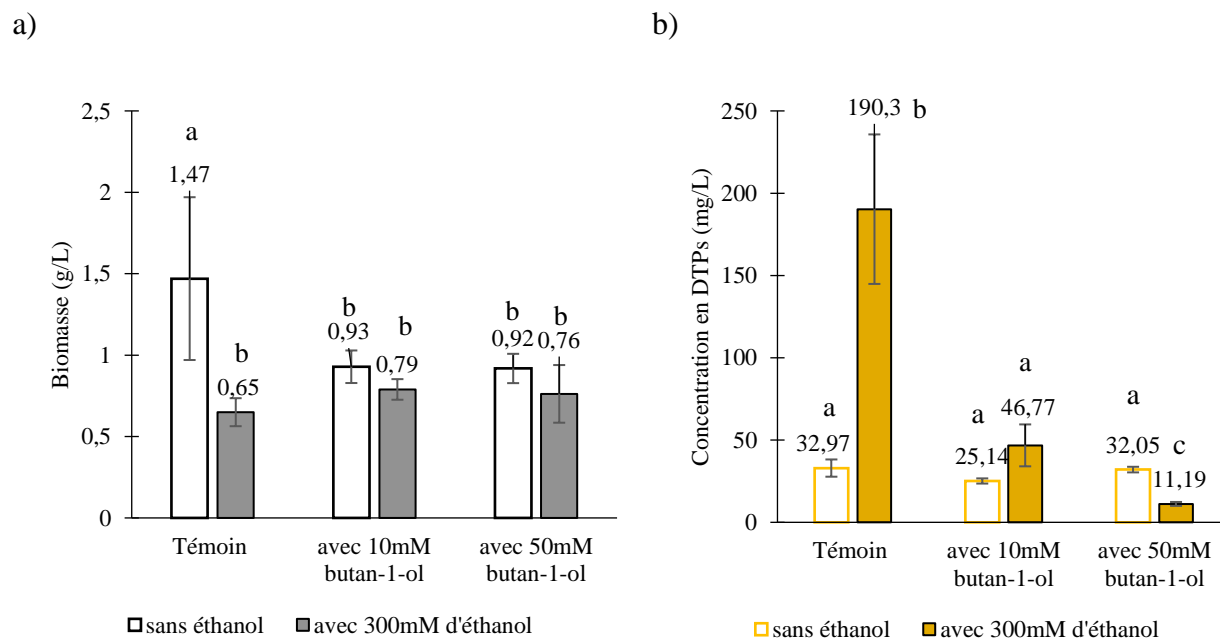 a)
b)
Biomasse (g/L)
2,5
2
1,5
1
0,5
0
a
1,47
b
0,65
b
0,93
b
0,79
b
0,92
b
0,76
Témoin
avec 10mM
butan-1-ol
avec 50mM
butan-1-ol
sans éthanol
avec 300mM d'éthanol
Concentration en DTPs (mg/L)
250
200
150
100
50
0
a
32,97
190,3 b
a
25,14
a
46,77
a
32,05
c
11,19
Témoin
avec 10mM
butan-1-ol
avec 50mM
butan-1-ol
sans éthanol
avec 300mM d'éthanol